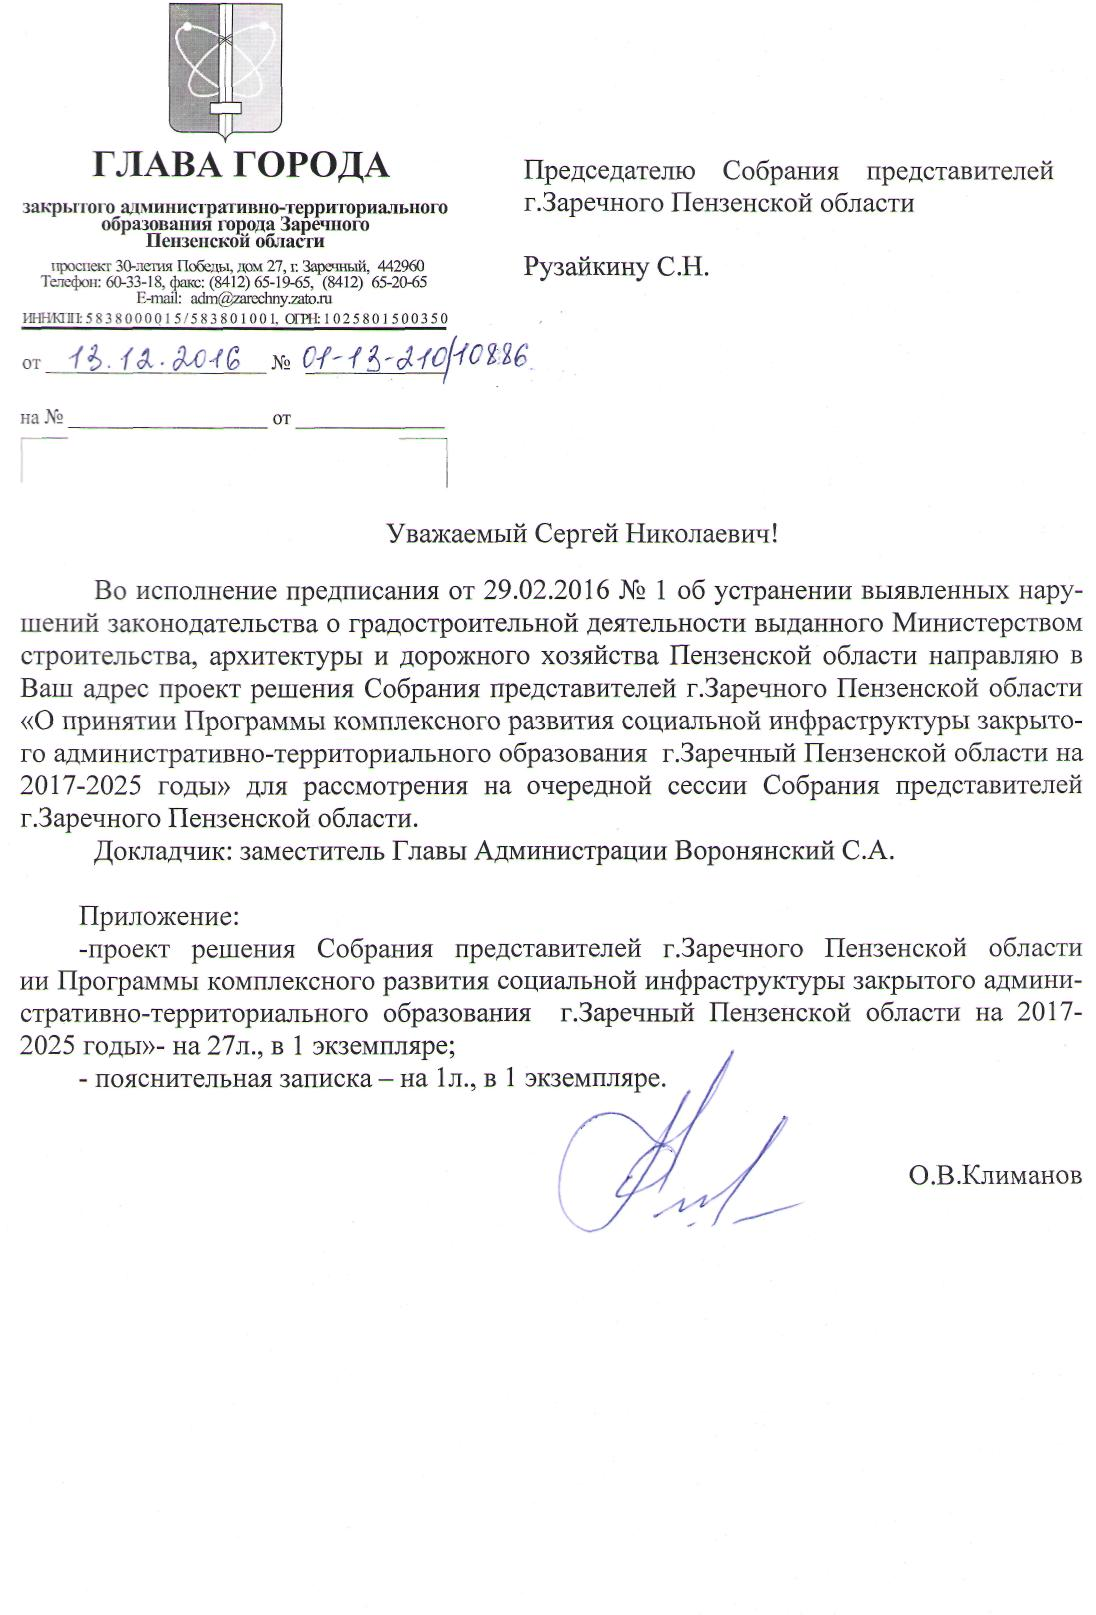 ГЛАВА ГОРОДА
закрытого административно-территориального
образования города Заречного
Пензенской области
проспект 30-летия Победы, дом 27, г. Заречный, 442960
Телефон: 60-33-18, факс: (8412) 65-19-65, (8412) 65-20-65
E-mail: adm@zarechny.zato.ru
ИНН/КПП: 5838000015/583801001, ОГРН: 1025801500350
от 13.12.2016 № 01-13-210/10886
на № от
Председателю Собрания представителей
г.Заречного Пензенской области
Рузайкину С.Н.
Уважаемый Сергей Николаевич!
Во исполнение предписания от 29.02.2016 № 1 об устранении выявленных нару-
шений законодательства о градостроительной деятельности выданного Министерством
строительства, архитектуры и дорожного хозяйства Пензенской области направляю в
Ваш адрес проект решения Собрания представителей г.Заречного Пензенской области
«О принятии Программы комплексного развития социальной инфраструктуры закрыто-
го административно-территориального образования г.Заречный Пензенской области на
2017-2025 годы» для рассмотрения на очередной сессии Собрания представителей
г.Заречного Пензенской области.
Докладчик: заместитель Главы Администрации Воронянский С.А.
Приложение:
-проект решения Собрания представителей г.Заречного Пензенской области
ии Программы комплексного развития социальной инфраструктуры закрытого админи-
стративно-территориального образования г.Заречный Пензенской области на 2017-
2025 годы»- на 27л., в 1 экземпляре;
- пояснительная записка – на 1л., в 1 экземпляре.
О.В.Климанов